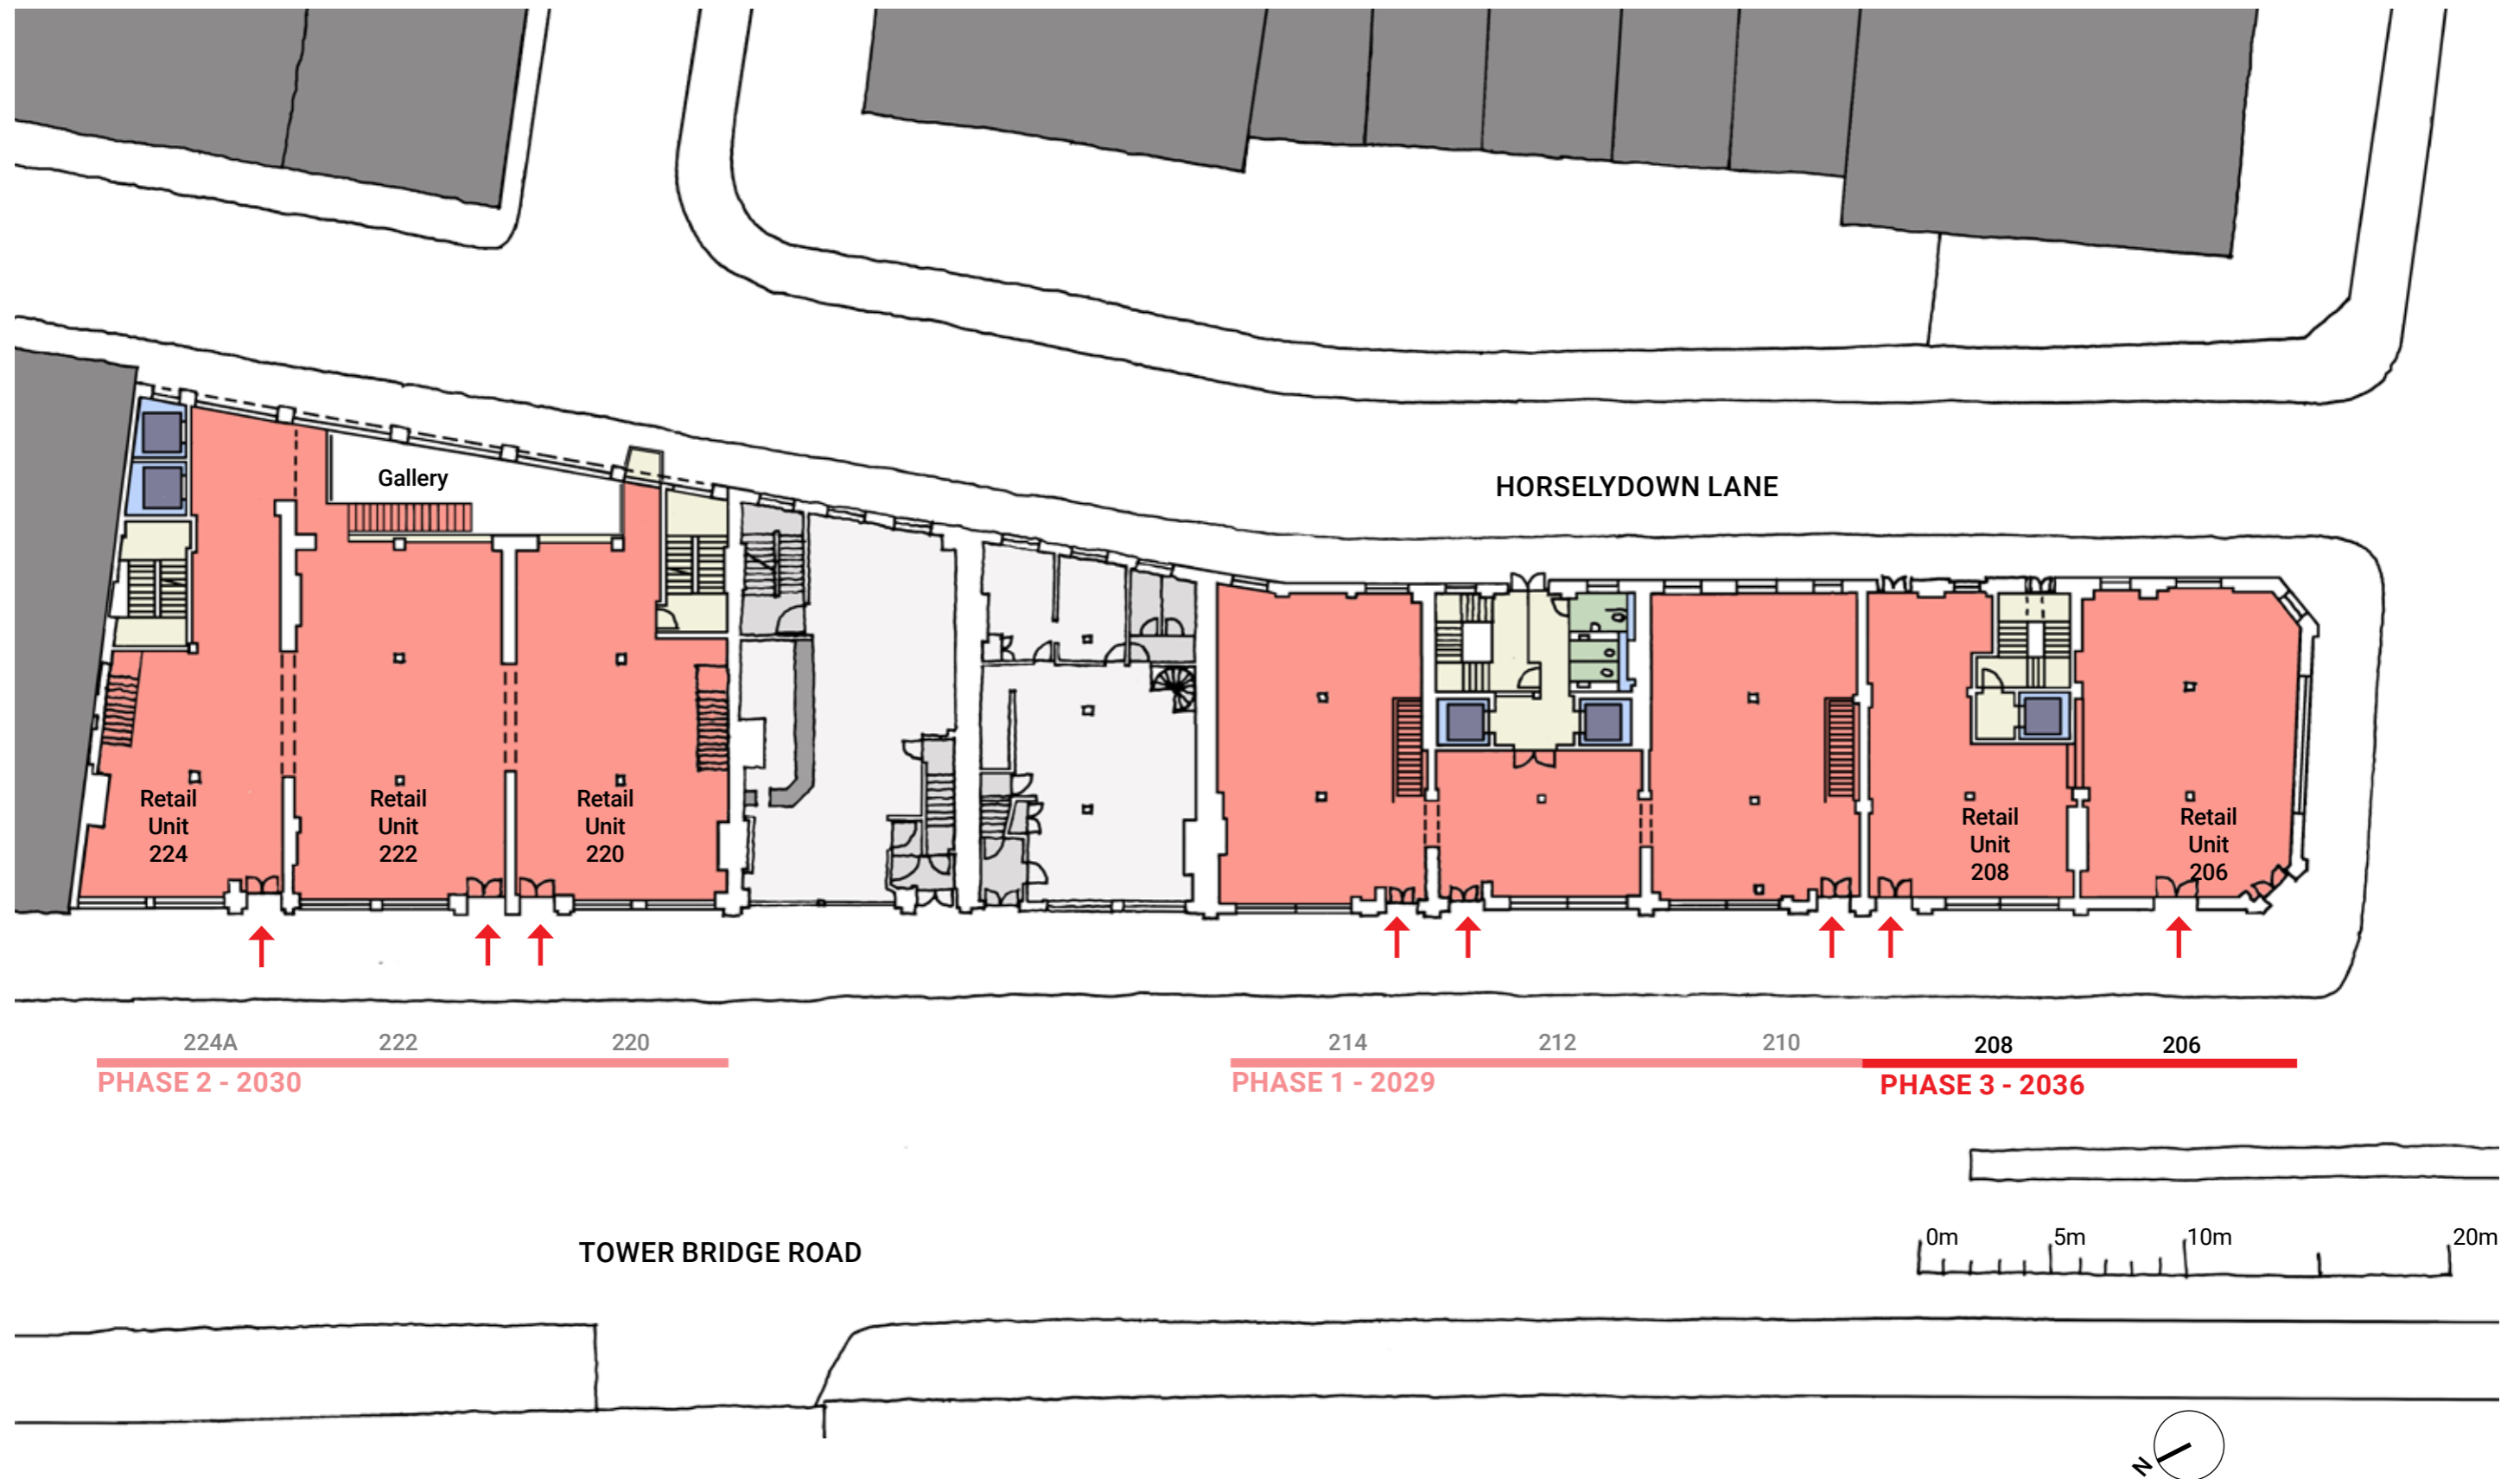 Gallery
HORSELYDOWN LANE
Retail
Unit
224
Retail
Unit
222
Retail
Unit
220
Retail
Unit
208
Retail
Unit
206
224A
222
220
PHASE 2 - 2030
214
212
210
PHASE 1 - 2029
208
206
PHASE 3 - 2036
TOWER BRIDGE ROAD
0m 5m 10m 20m
N